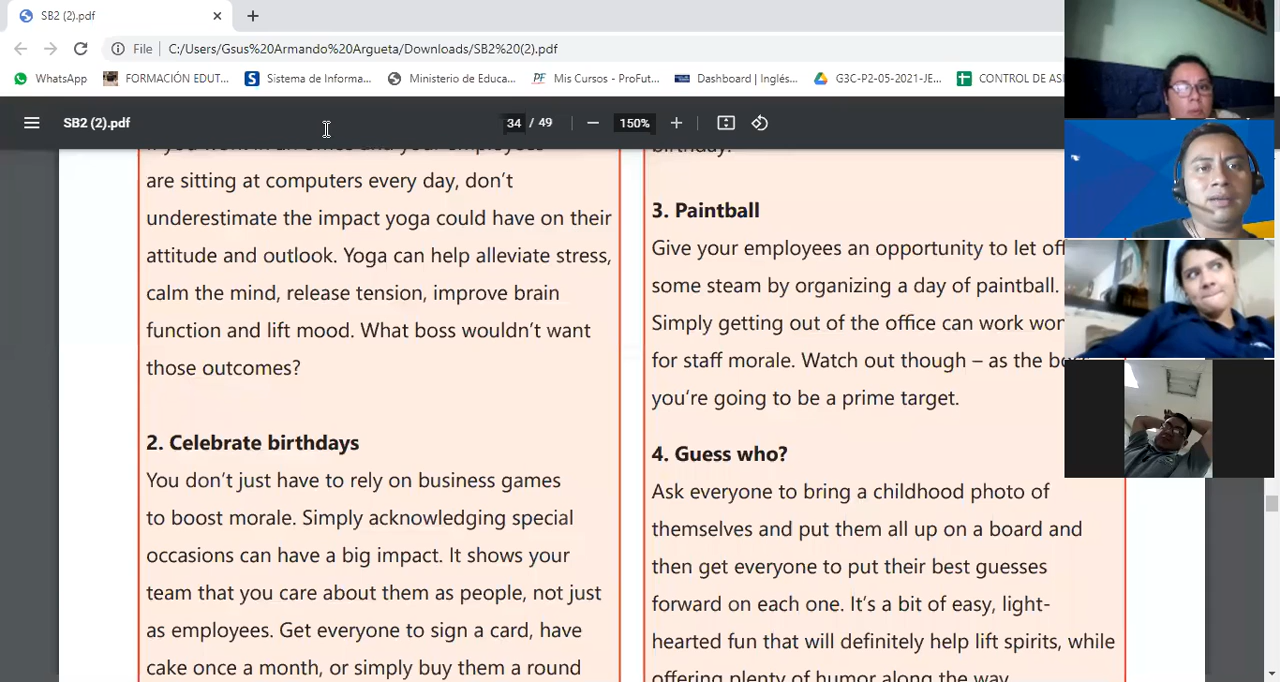 SB2 (2).pdf
File
C:/Users/Gsus%20Armando%20Argueta/Downloads/SB2%20(2).pdf
WhatsApp
FORMACIÓN EDUT...
Sistema de Informa...
Ministerio de Educa...
Mis Cursos - ProFut...
Dashboard | Inglés...
G3C-P2-05-2021-JE...
CONTROL DE ASI
SB2 (2).pdf
34 / 49
150%
are sitting at computers every day, don't
underestimate the impact yoga could have on their
attitude and outlook. Yoga can help alleviate stress,
calm the mind, release tension, improve brain
function and lift mood. What boss wouldn't want
those outcomes?
2. Celebrate birthdays
You don't just have to rely on business games
to boost morale. Simply acknowledging special
occasions can have a big impact. It shows your
team that you care about them as people, not just
as employees. Get everyone to sign a card, have
cake once a month, or simply buy them a round
birthday.
3. Paintball
Give your employees an opportunity to let off
some steam by organizing a day of paintball.
Simply getting out of the office can work
for staff morale. Watch out though – as the
you're going to be a prime target.
4. Guess who?
Ask everyone to bring a childhood photo of
themselves and put them all up on a board and
then get everyone to put their best guesses
forward on each one. It's a bit of easy, light-
hearted fun that will definitely help lift spirits, while
offering plenty of humor along the way.